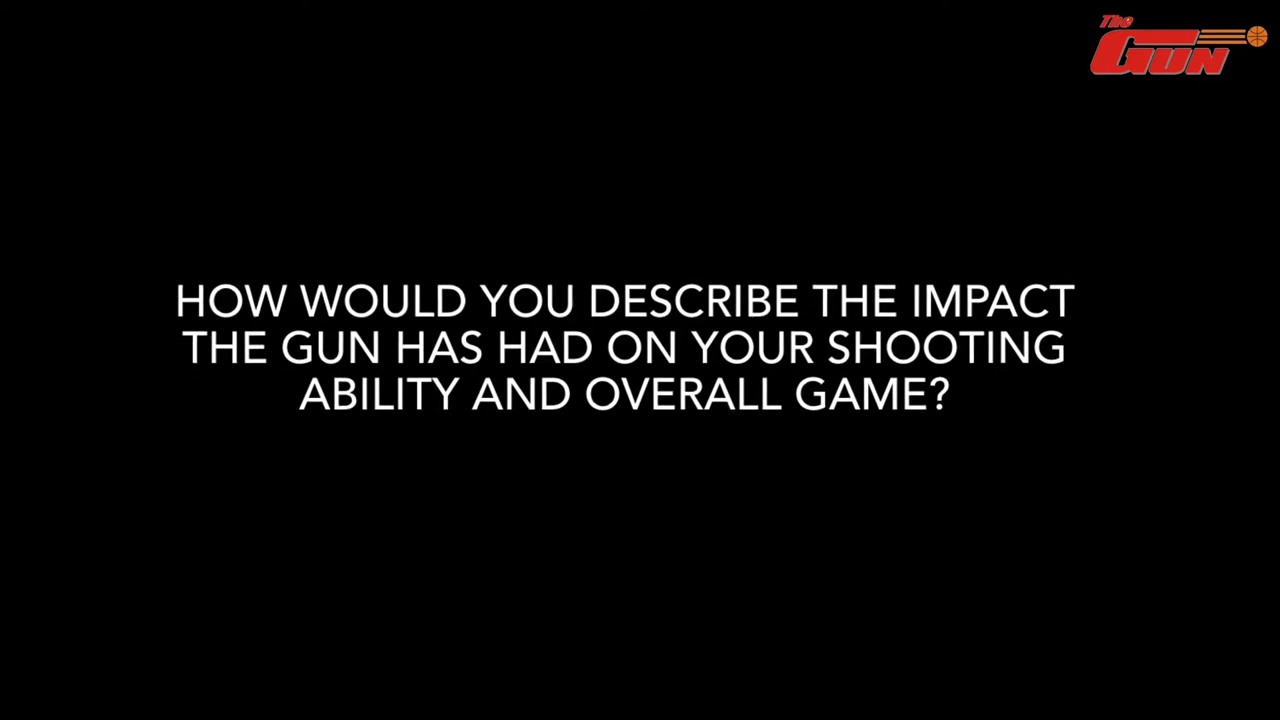 The
GUN
HOW WOULD YOU DESCRIBE THE IMPACT
THE GUN HAS HAD ON YOUR SHOOTING
ABILITY AND OVERALL GAME?